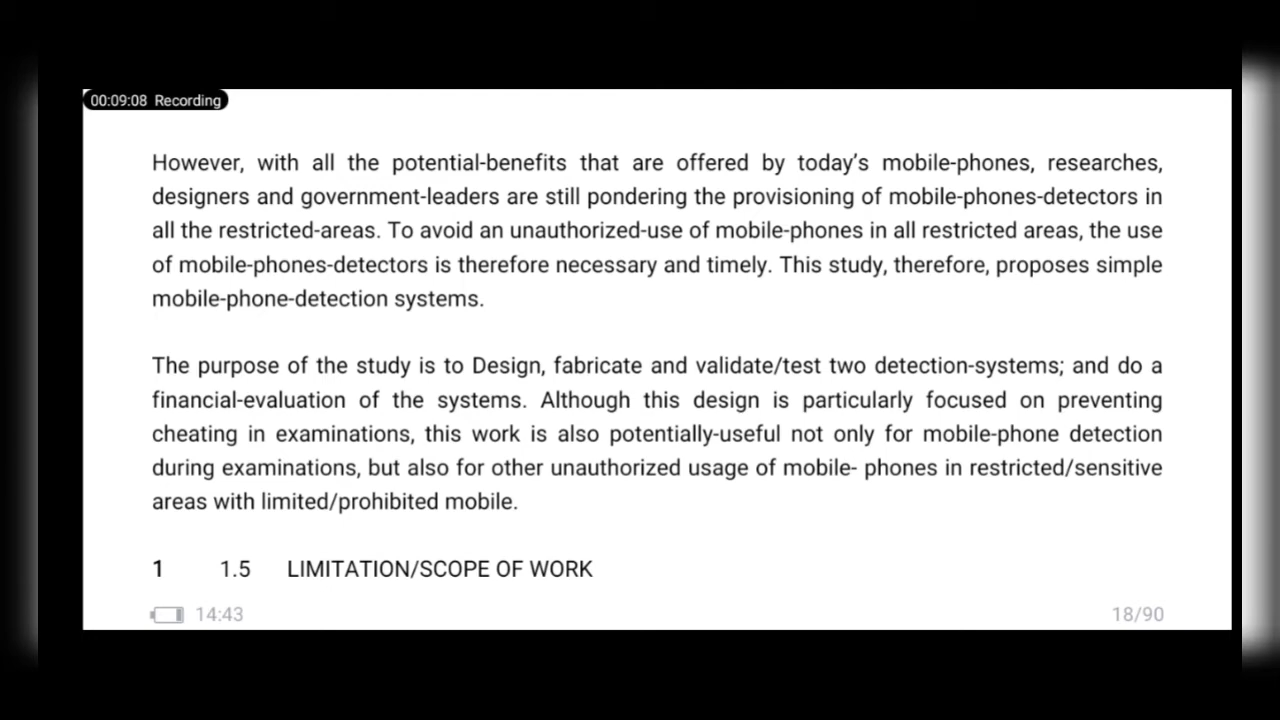 00:09:08 Recording
However, with all the potential-benefits that are offered by today's mobile-phones, researches,
designers and government-leaders are still pondering the provisioning of mobile-phones-detectors in
all the restricted-areas. To avoid an unauthorized-use of mobile-phones in all restricted areas, the use
of mobile-phones-detectors is therefore necessary and timely. This study, therefore, proposes simple
mobile-phone-detection systems.
The purpose of the study is to Design, fabricate and validate/test two detection-systems; and do a
financial-evaluation of the systems. Although this design is particularly focused on preventing
cheating in examinations, this work is also potentially-useful not only for mobile-phone detection
during examinations, but also for other unauthorized usage of mobile- phones in restricted/sensitive
areas with limited/prohibited mobile.
1 1.5 LIMITATION/SCOPE OF WORK
14:43 18/90